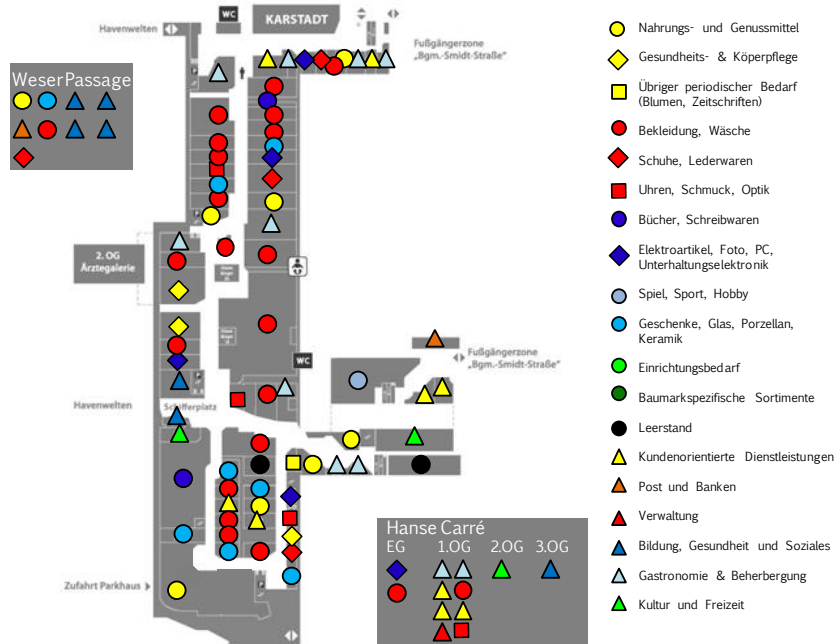 WC
KARSTADT
Havenwelten
Fußgängerzone
„Bgm.-Smidt-Straße“
WeserPassage
2. OG
Ärztegalerie
WC
Fußgängerzone
„Bgm.-Smidt-Straße“
Havenwelten
Schifferplatz
Zufahrt Parkhaus
Hanse Carré
EG 1.OG 2.OG 3.OG
Nahrungs- und Genussmittel
Gesundheits- & Köperpflege
Übriger periodischer Bedarf
(Blumen, Zeitschriften)
Bekleidung, Wäsche
Schuhe, Lederwaren
Uhren, Schmuck, Optik
Bücher, Schreibwaren
Elektroartikel, Foto, PC,
Unterhaltungselektronik
Spiel, Sport, Hobby
Geschenke, Glas, Porzellan,
Keramik
Einrichtungsbedarf
Baumarkspezifische Sortimente
Leerstand
Kundenorientierte Dienstleistungen
Post und Banken
Verwaltung
Bildung, Gesundheit und Soziales
Gastronomie & Beherbergung
Kultur und Freizeit